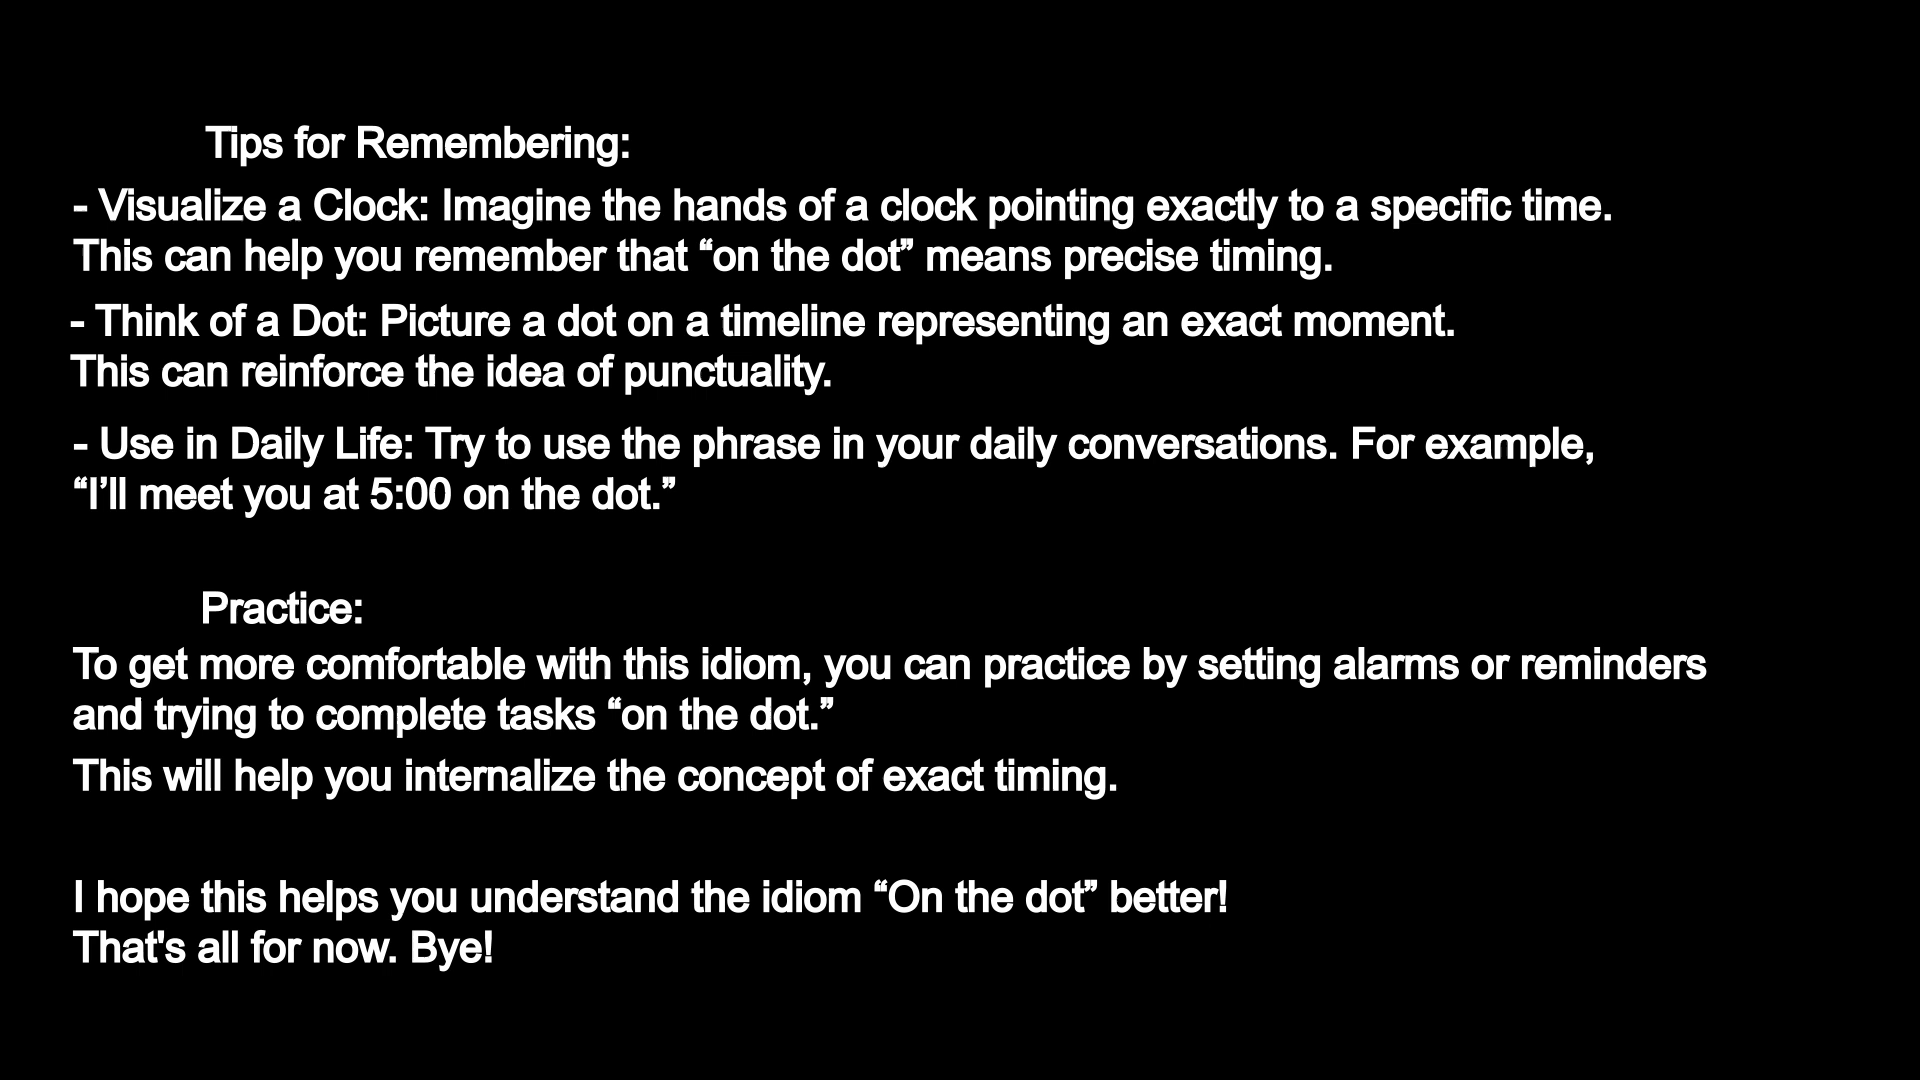 Tips for Remembering:
- Visualize a Clock: Imagine the hands of a clock pointing exactly to a specific time.
This can help you remember that “on the dot” means precise timing.
- Think of a Dot: Picture a dot on a timeline representing an exact moment.
This can reinforce the idea of punctuality.
- Use in Daily Life: Try to use the phrase in your daily conversations. For example,
“I’ll meet you at 5:00 on the dot.”
Practice:
To get more comfortable with this idiom, you can practice by setting alarms or reminders
and trying to complete tasks “on the dot.”
This will help you internalize the concept of exact timing.
I hope this helps you understand the idiom “On the dot” better!
That's all for now. Bye!